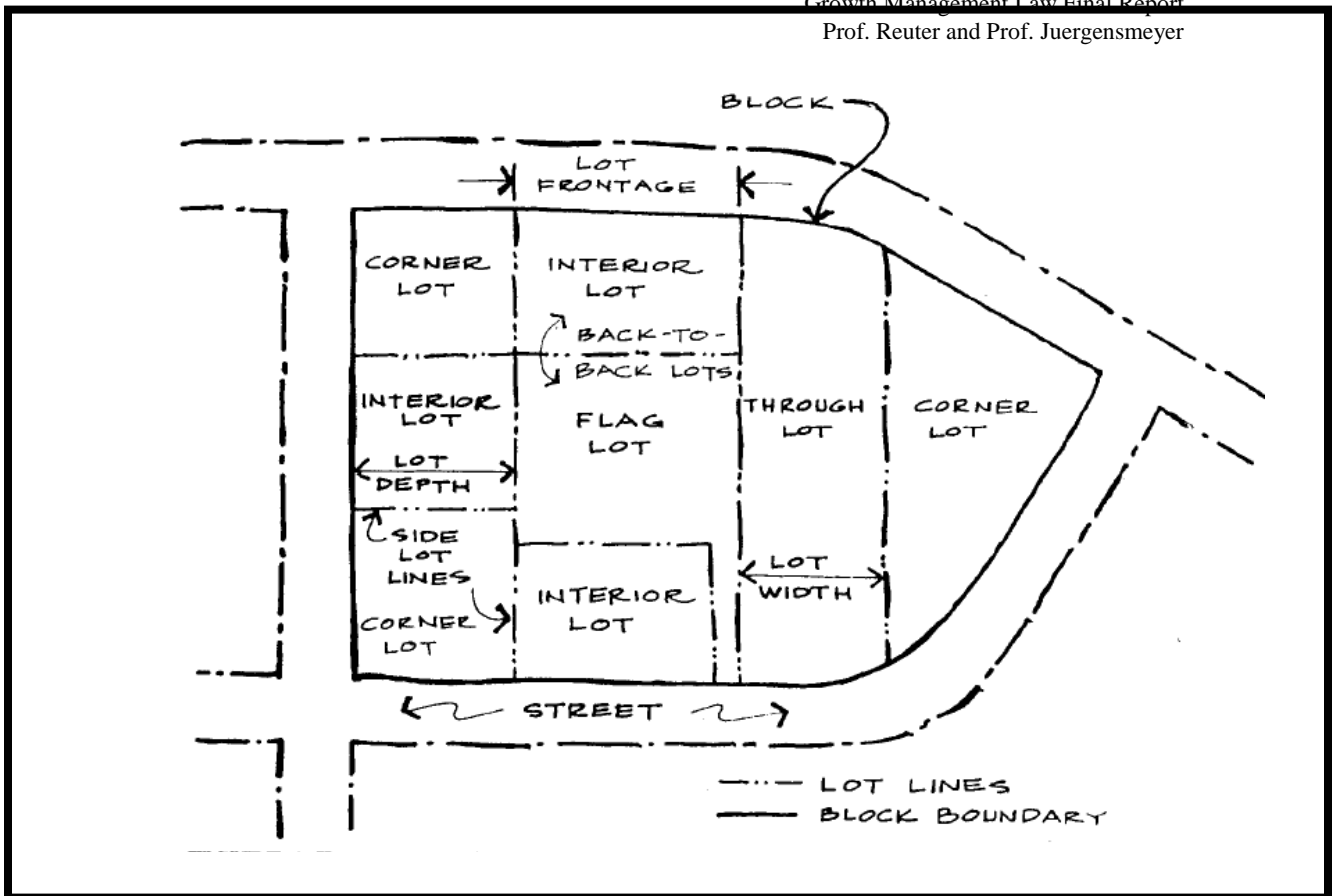 Growth Management Law Final Report
Prof. Reuter and Prof. Juergensmeyer
BLOCK
LOT
FRONTAGE
CORNER
LOT
INTERIOR
LOT
BACK-TO-
BACK LOTS
INTERIOR
LOT
FLAG
LOT
THROUGH
LOT
CORNER
LOT
LOT
DEPTH
SIDE
LOT
LINES
CORNER
LOT
INTERIOR
LOT
LOT
WIDTH
STREET
LOT LINES
BLOCK BOUNDARY